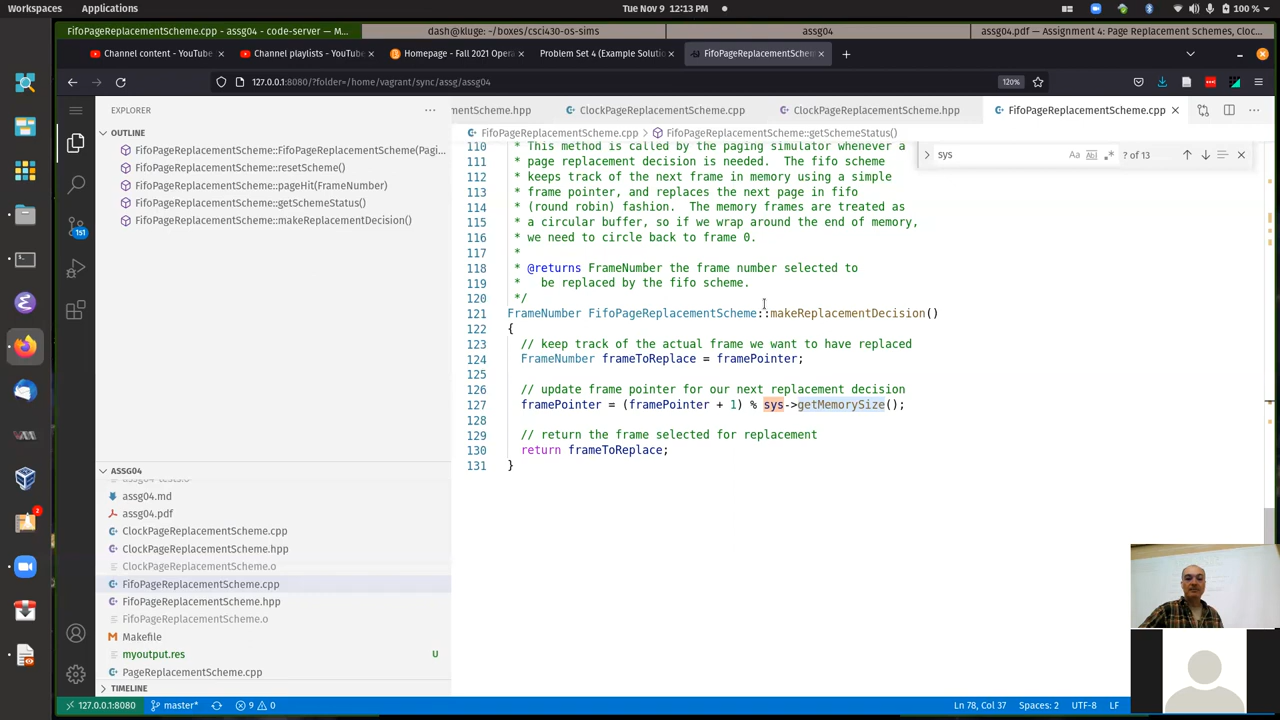 Workspaces
Applications
Tue Nov 9 12:13 PM
100 %
FifoPageReplacementScheme.cpp - assg04 - code-server — M...
dash@kluge: ~/boxes/csci430-os-sims
assg04
assg04.pdf — Assignment 4: Page Replacement Schemes, Cloc...
Channel content - YouTube
Channel playlists - YouTube
Homepage - Fall 2021 Opera
Problem Set 4 (Example Solution
FifoPageReplacementScheme
127.0.0.1:8080/?folder=/home/vagrant/sync/assg/assg04
120%
EXPLORER
OUTLINE
FifoPageReplacementScheme::FifoPageReplacementScheme(Pagi...
FifoPageReplacementScheme::resetScheme()
FifoPageReplacementScheme::pageHit(FrameNumber)
FifoPageReplacementScheme::getSchemeStatus()
FifoPageReplacementScheme::makeReplacementDecision()
151
2
ASSG04
assg04-tests.o
assg04.md
assg04.pdf
ClockPageReplacementScheme.cpp
ClockPageReplacementScheme.hpp
ClockPageReplacementScheme.o
FifoPageReplacementScheme.cpp
FifoPageReplacementScheme.hpp
FifoPageReplacementScheme.o
Makefile
myoutput.res U
PageReplacementScheme.cpp
TIMELINE
mentScheme.hpp
ClockPageReplacementScheme.cpp
ClockPageReplacementScheme.hpp
FifoPageReplacementScheme.cpp
FifoPageReplacementScheme.cpp > FifoPageReplacementScheme::getSchemeStatus()
sys
Aa
? of 13
110 * This method is called by the paging simulator whenever a
111 * page replacement decision is needed.  The fifo scheme
112 * keeps track of the next frame in memory using a simple
113 * frame pointer, and replaces the next page in fifo
114 * (round robin) fashion.  The memory frames are treated as
115 * a circular buffer, so if we wrap around the end of memory,
116 * we need to circle back to frame 0.
117 *
118 * @returns FrameNumber the frame number selected to
119 *   be replaced by the fifo scheme.
120 */
121 FrameNumber FifoPageReplacementScheme::makeReplacementDecision()
122 {
123 // keep track of the actual frame we want to have replaced
124 FrameNumber frameToReplace = framePointer;
125
126 // update frame pointer for our next replacement decision
127 framePointer = (framePointer + 1) % sys->getMemorySize();
128
129 // return the frame selected for replacement
130 return frameToReplace;
131 }
127.0.0.1:8080
master*
9
0
Ln 78, Col 37
Spaces: 2
UTF-8
LF